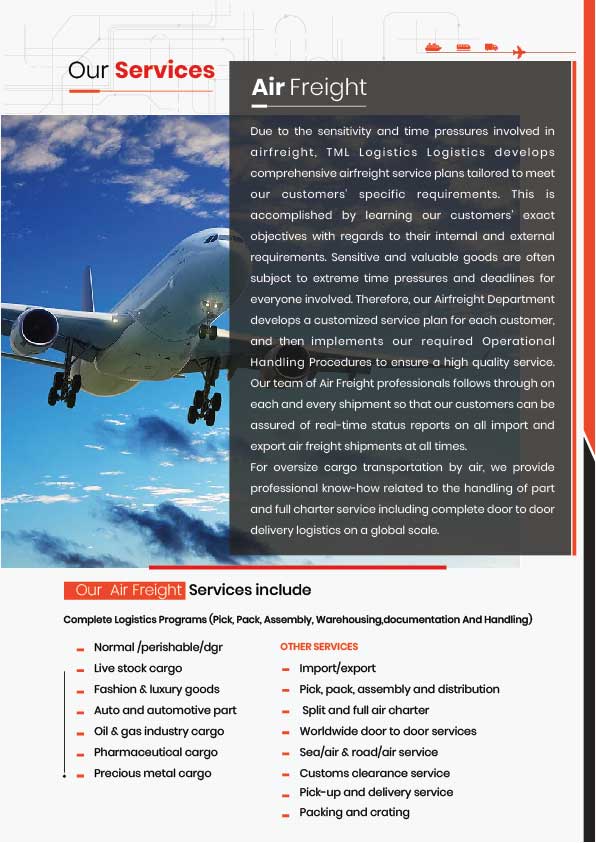 Our Services
Air Freight
Due to the sensitivity and time pressures involved in
airfreight, TML Logistics Logistics develops
comprehensive airfreight service plans tailored to meet
our customers' specific requirements. This is
accomplished by learning our customers' exact
objectives with regards to their internal and external
requirements. Sensitive and valuable goods are often
subject to extreme time pressures and deadlines for
everyone involved. Therefore, our Airfreight Department
develops a customized service plan for each customer,
and then implements our required Operational
Handling Procedures to ensure a high quality service.
Our team of Air Freight professionals follows through on
each and every shipment so that our customers can be
assured of real-time status reports on all import and
export air freight shipments at all times.
For oversize cargo transportation by air, we provide
professional know-how related to the handling of part
and full charter service including complete door to door
delivery logistics on a global scale.
Our Air Freight Services include
Complete Logistics Programs (Pick, Pack, Assembly, Warehousing,documentation And Handling)
Normal /perishable/dgr
Live stock cargo
Fashion & luxury goods
Auto and automotive part
Oil & gas industry cargo
Pharmaceutical cargo
Precious metal cargo
OTHER SERVICES
Import/export
Pick, pack, assembly and distribution
Split and full air charter
Worldwide door to door services
Sea/air & road/air service
Customs clearance service
Pick-up and delivery service
Packing and crating